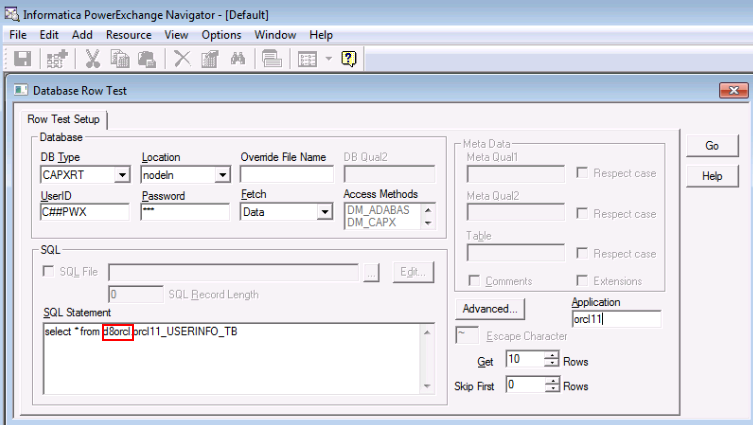 Informatica PowerExchange Navigator - [Default]
File Edit Add Resource View Options Window Help
Database Row Test
Row Test Setup
Database
DB Type Location Override File Name DB Qual2
CAPXRT nodeln
UserID Password Fetch Access Methods
C##PWX *** Data DM_ADABAS
DM_CAPX
Meta Data
Meta Qual1
Respect case
Meta Qual2
Respect case
Table
Respect case
Comments Extensions
Go
Help
SQL
SQL File ... Edit...
0 SQL Record Length
SQL Statement
select * from d8orcl.orcl11_USERINFO_TB
Advanced... Application
orcl11
~ Escape Character
Get 10 Rows
Skip First 0 Rows